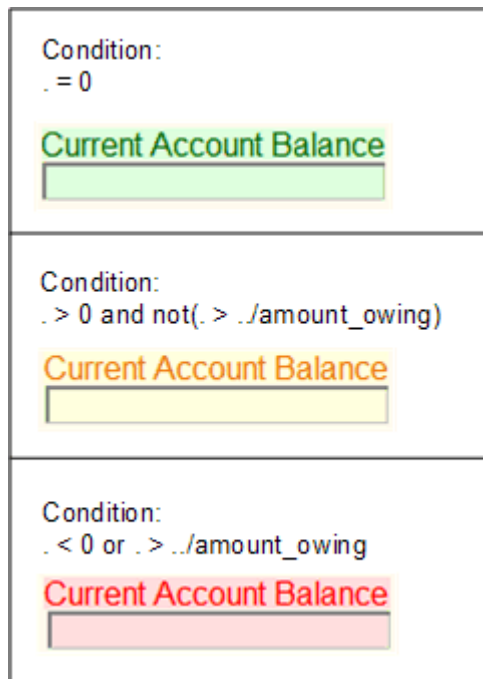 Condition:
. = 0
Current Account Balance
Condition:
. > 0 and not(. > ../amount_owing)
Current Account Balance
Condition:
. < 0 or . > ../amount_owing
Current Account Balance